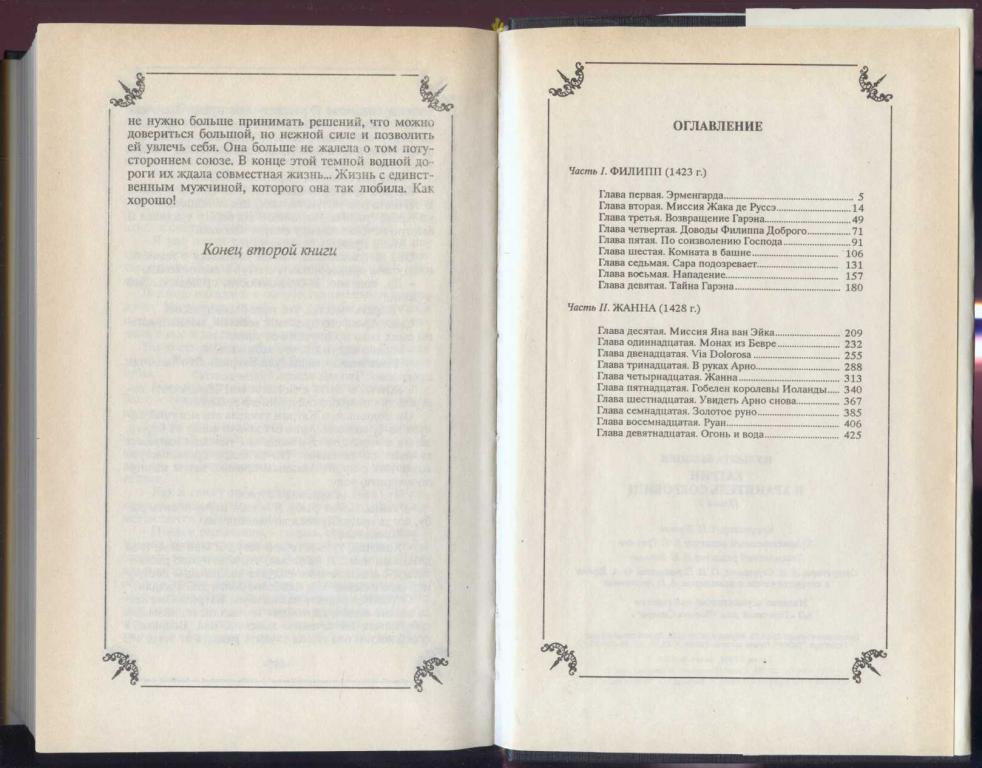 не нужно больше принимать решений, что можно
довериться большой, но нежной силе и позволить
ей увлечь себя. Она больше не жалела о том поту-
стороннем союзе. В конце этой темной водной до-
роги их ждала совместная жизнь... Жизнь с единст-
венным мужчиной, которого она так любила. Как
хорошо!
Конец второй книги
ОГЛАВЛЕНИЕ
Часть I. ФИЛИПП (1423 г.)
Глава первая. Эрменгарда 5
Глава вторая. Миссия Жака де Руссэ 14
Глава третья. Возвращение Гарэна 49
Глава четвертая. Доводы Филиппа Доброго 71
Глава пятая. По соизволению Господа 91
Глава шестая. Комната в башне 106
Глава седьмая. Сара подозревает 131
Глава восьмая. Нападение 157
Глава девятая. Тайна Гарэна 180
Часть II. ЖАННА (1428 г.)
Глава десятая. Миссия Яна ван Эйка 209
Глава одиннадцатая. Монах из Бевре 232
Глава двенадцатая. Via Dolorosa 255
Глава тринадцатая. В руках Арно 288
Глава четырнадцатая. Жанна 313
Глава пятнадцатая. Гобелен королевы Иоланды 340
Глава шестнадцатая. Увидеть Арно снова 367
Глава семнадцатая. Золотое руно 385
Глава восемнадцатая. Руан 406
Глава девятнадцатая. Огонь и вода 425